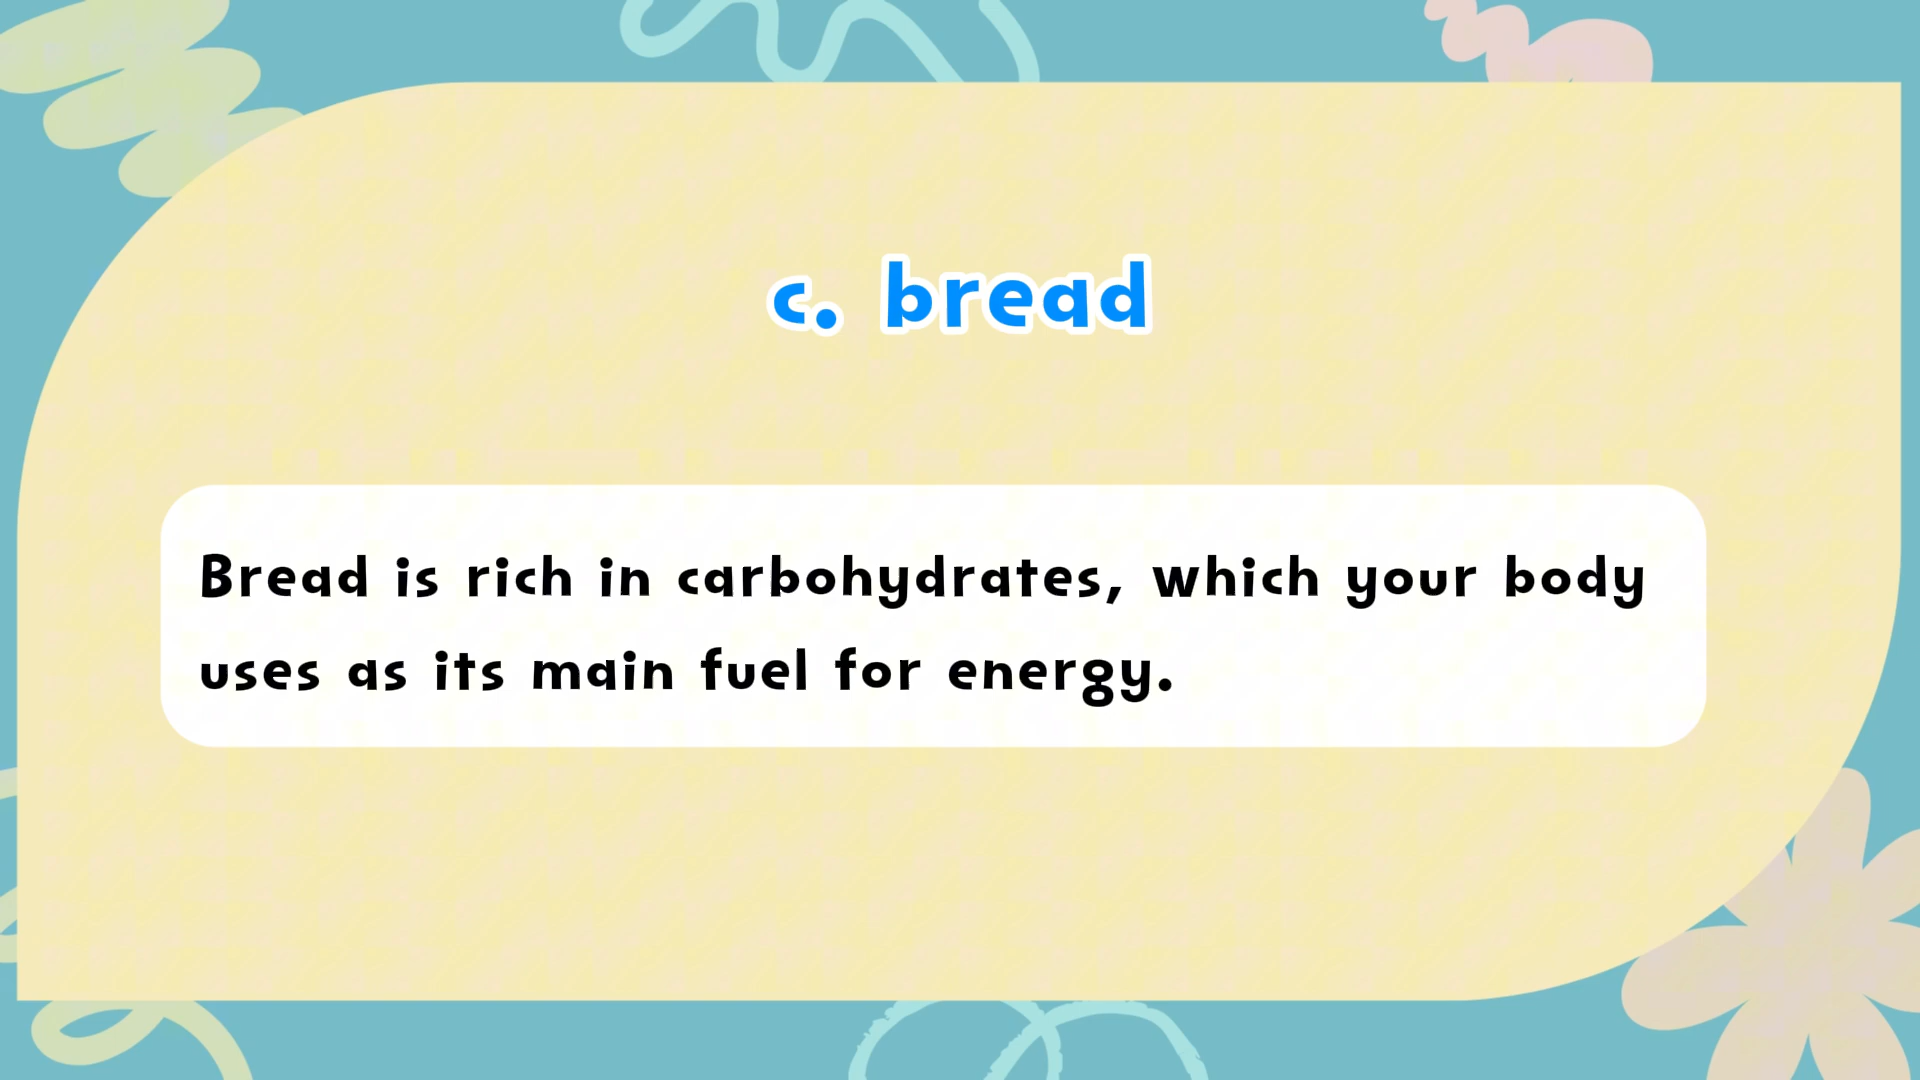 c. bread
Bread is rich in carbohydrates, which your body
uses as its main fuel for energy.